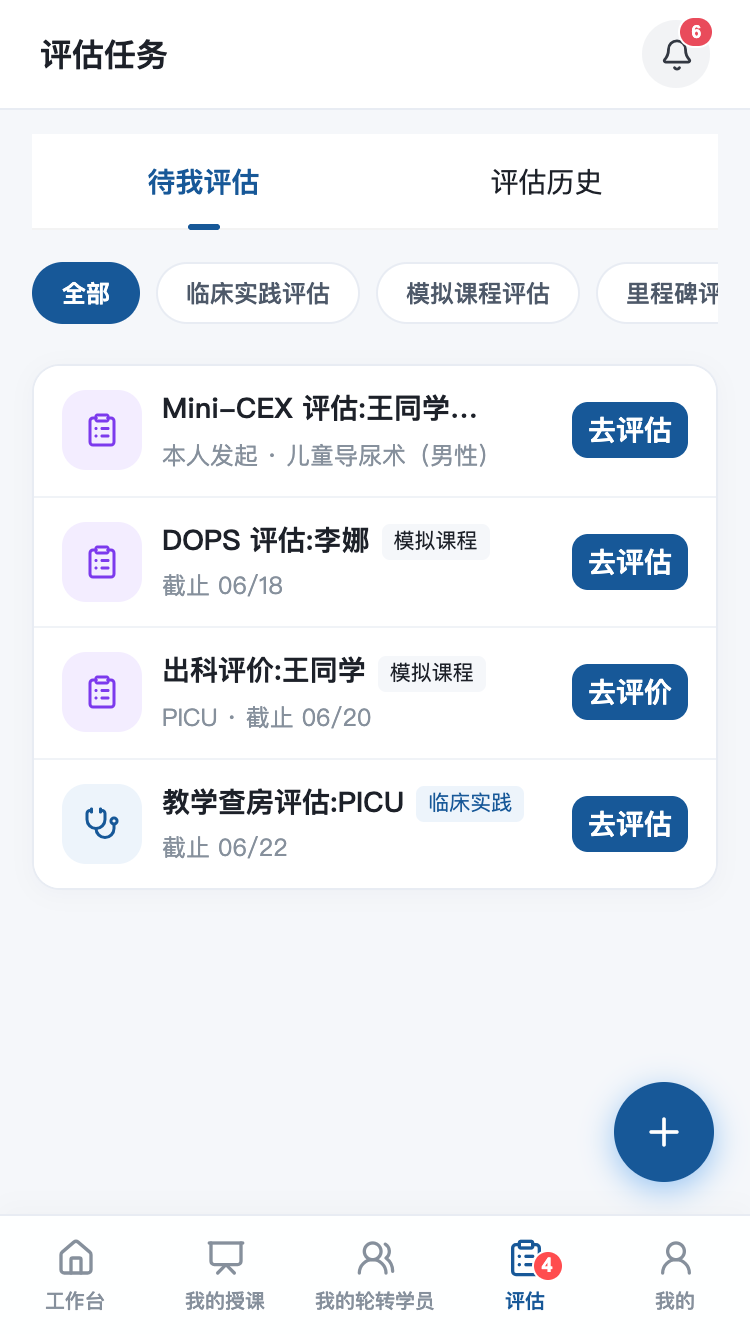 评估任务
6
待我评估
评估历史
全部
临床实践评估
模拟课程评估
里程碑评
Mini-CEX 评估:王同学...
本人发起 · 儿童导尿术（男性）
去评估
DOPS 评估:李娜
模拟课程
截止 06/18
去评估
出科评价:王同学
模拟课程
PICU · 截止 06/20
去评价
教学查房评估:PICU
临床实践
截止 06/22
去评估
工作台
我的授课
我的轮转学员
4
评估
我的